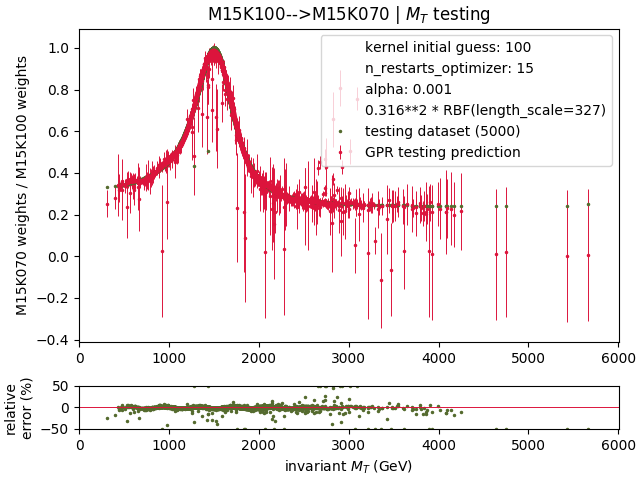 M15K100-->M15K070 | M_T testing
M15K070 weights / M15K100 weights
1.0
0.8
0.6
0.4
0.2
0.0
−0.2
−0.4
kernel initial guess: 100
n_restarts_optimizer: 15
alpha: 0.001
0.316**2 * RBF(length_scale=327)
testing dataset (5000)
GPR testing prediction
0 1000 2000 3000 4000 5000 6000
relative
error (%)
50
0
−50
0 1000 2000 3000 4000 5000 6000
invariant M_T (GeV)